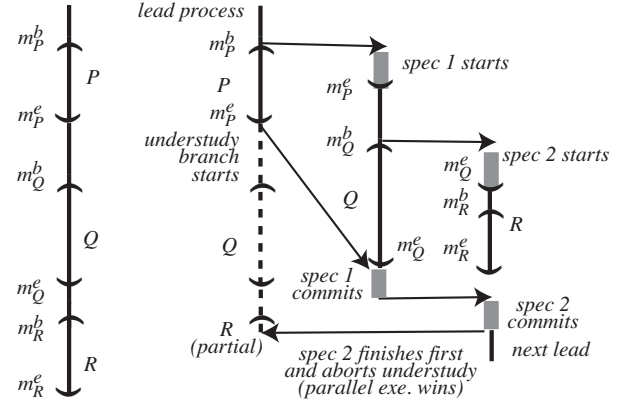 m_P^b
P
m_P^e
m_Q^b
Q
m_Q^e
m_R^b
R
m_R^e
lead process
m_P^b
P
m_P^e
understudy
branch
starts
Q
R
(partial)
spec 1 starts
m_P^e
m_Q^b
Q
m_Q^e
spec 1
commits
spec 2 starts
m_Q^e
m_R^b
R
m_R^e
spec 2
commits
next lead
spec 2 finishes first
and aborts understudy
(parallel exe. wins)